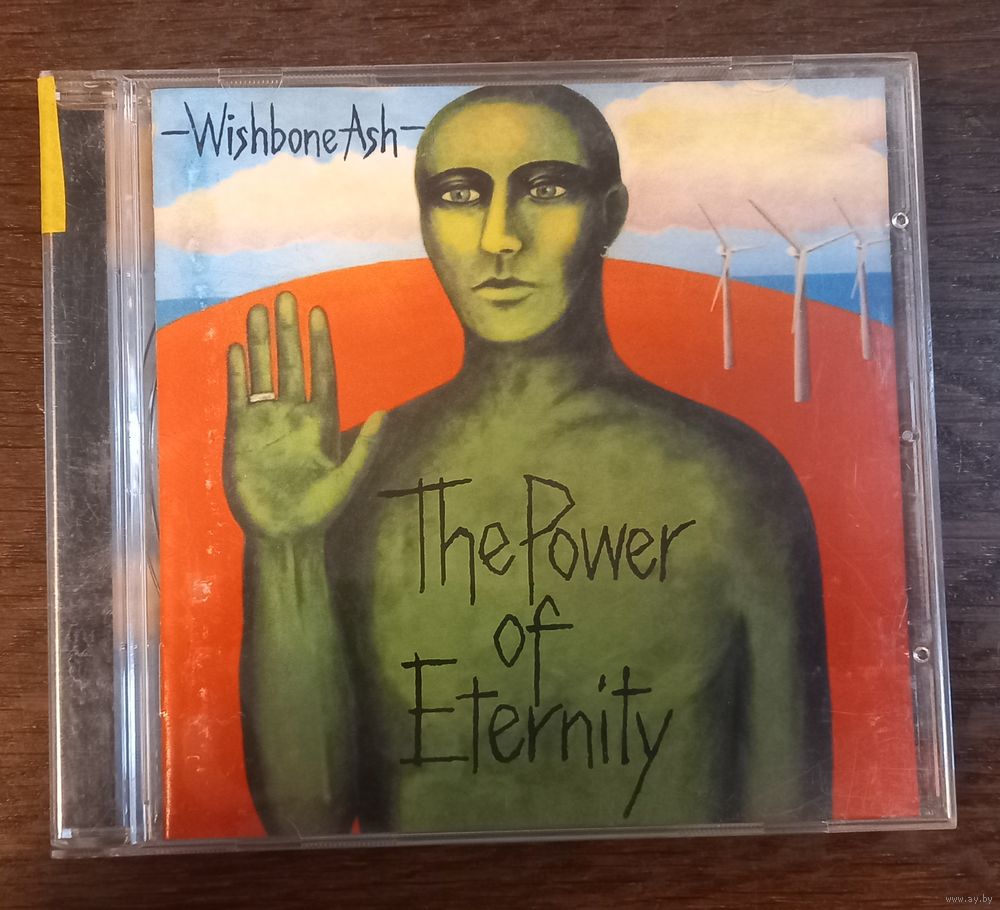 -Wishbone Ash-
The Power
of
Eternity
www.ay.by